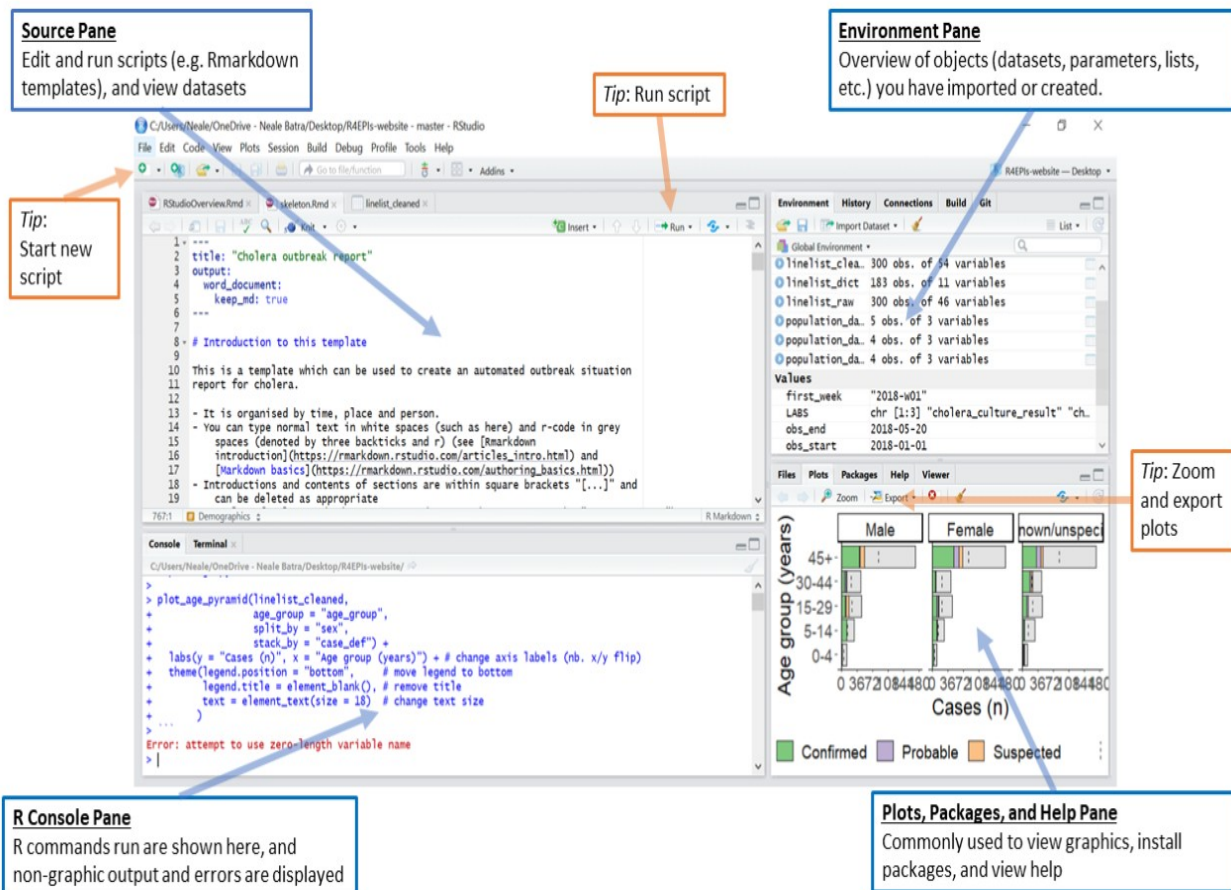 Source Pane
Edit and run scripts (e.g. Rmarkdown
templates), and view datasets
Environment Pane
Overview of objects (datasets, parameters, lists,
etc.) you have imported or created.
Tip: Run script
Tip:
Start new
script
Tip: Zoom
and export
plots
C:/Users/Neale/OneDrive - Neale Batra/Desktop/R4EPIs-website - master - RStudio
File Edit Code View Plots Session Build Debug Profile Tools Help
Go to file/function Addins
R4EPIs-website — Desktop
RStudioOverview.Rmd skeleton.Rmd linelist_cleaned
Knit Insert Run
1 ---
2 title: "Cholera outbreak report"
3 output:
4 word_document:
5 keep_md: true
6 ---
7
8 # Introduction to this template
9
10 This is a template which can be used to create an automated outbreak situation
11 report for cholera.
12
13 - It is organised by time, place and person.
14 - You can type normal text in white spaces (such as here) and r-code in grey
15 spaces (denoted by three backticks and r) (see [Rmarkdown
16 introduction](https://rmarkdown.rstudio.com/articles_intro.html) and
17 [Markdown basics](https://rmarkdown.rstudio.com/authoring_basics.html))
18 - Introductions and contents of sections are within square brackets "[...]" and
19 can be deleted as appropriate
767:1 Demographics R Markdown
Environment History Connections Build Git
Import Dataset List
Global Environment
linelist_clea… 300 obs. of 54 variables
linelist_dict 183 obs. of 11 variables
linelist_raw 300 obs. of 46 variables
population_da… 5 obs. of 3 variables
population_da… 4 obs. of 3 variables
population_da… 4 obs. of 3 variables
Values
first_week "2018-W01"
LABS chr [1:3] "cholera_culture_result" "ch…
obs_end 2018-05-20
obs_start 2018-01-01
Console Terminal
C:/Users/Neale/OneDrive - Neale Batra/Desktop/R4EPIs-website/
>
> plot_age_pyramid(linelist_cleaned,
+ age_group = "age_group",
+ split_by = "sex",
+ stack_by = "case_def") +
+ labs(y = "Cases (n)", x = "Age group (years)") + # change axis labels (nb. x/y flip)
+ theme(legend.position = "bottom", # move legend to bottom
+ legend.title = element_blank(), # remove title
+ text = element_text(size = 18) # change text size
+ )
> ```
Error: attempt to use zero-length variable name
>
Files Plots Packages Help Viewer
Zoom Export
Male Female nown/unspeci
Age group (years)
45+
30-44
15-29
5-14
0-4
Cases (n)
Confirmed Probable Suspected
R Console Pane
R commands run are shown here, and
non-graphic output and errors are displayed
Plots, Packages, and Help Pane
Commonly used to view graphics, install
packages, and view help